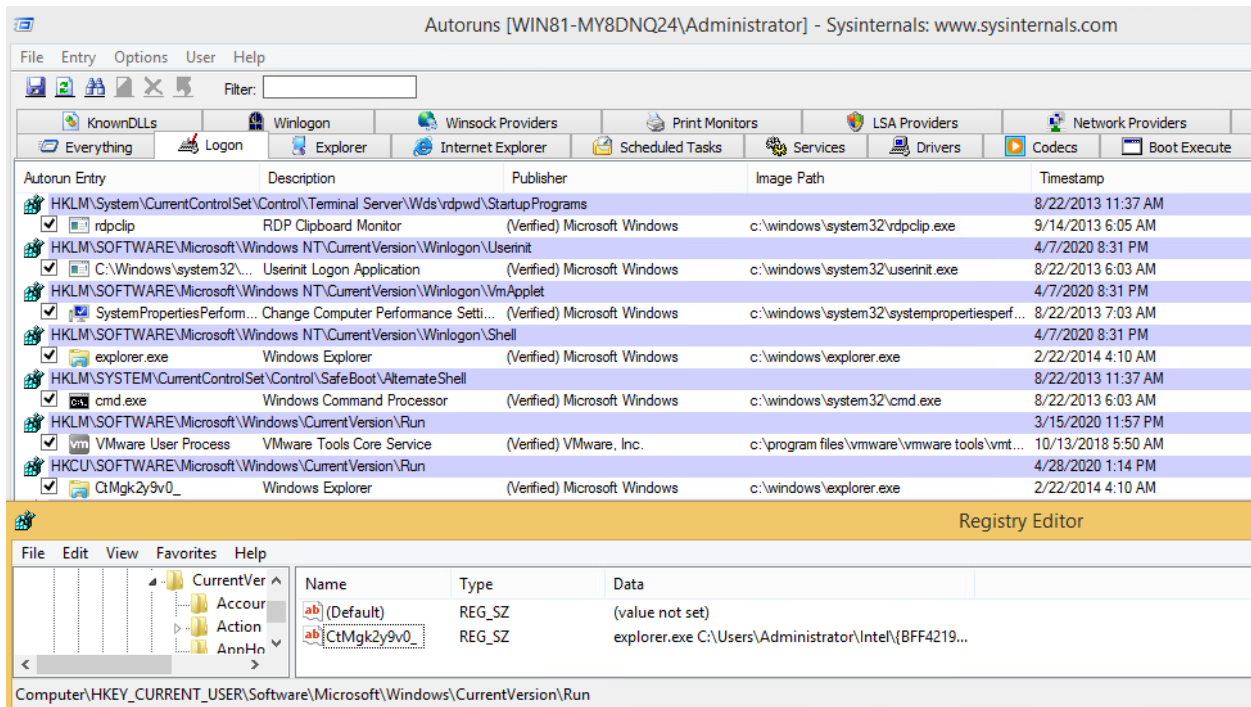 Autoruns [WIN81-MY8DNQ24\Administrator] - Sysinternals: www.sysinternals.com
File Entry Options User Help
Filter:
KnownDLLs Winlogon Winsock Providers Print Monitors LSA Providers Network Providers
Everything Logon Explorer Internet Explorer Scheduled Tasks Services Drivers Codecs Boot Execute
Autorun Entry Description Publisher Image Path Timestamp
HKLM\System\CurrentControlSet\Control\Terminal Server\Wds\rdpwd\StartupPrograms 8/22/2013 11:37 AM
rdpclip RDP Clipboard Monitor (Verified) Microsoft Windows c:\windows\system32\rdpclip.exe 9/14/2013 6:05 AM
HKLM\SOFTWARE\Microsoft\Windows NT\CurrentVersion\Winlogon\Userinit 4/7/2020 8:31 PM
C:\Windows\system32\... Userinit Logon Application (Verified) Microsoft Windows c:\windows\system32\userinit.exe 8/22/2013 6:03 AM
HKLM\SOFTWARE\Microsoft\Windows NT\CurrentVersion\Winlogon\VmApplet 4/7/2020 8:31 PM
SystemPropertiesPerform... Change Computer Performance Setti... (Verified) Microsoft Windows c:\windows\system32\systempropertiesperf... 8/22/2013 7:03 AM
HKLM\SOFTWARE\Microsoft\Windows NT\CurrentVersion\Winlogon\Shell 4/7/2020 8:31 PM
explorer.exe Windows Explorer (Verified) Microsoft Windows c:\windows\explorer.exe 2/22/2014 4:10 AM
HKLM\SYSTEM\CurrentControlSet\Control\SafeBoot\AlternateShell 8/22/2013 11:37 AM
cmd.exe Windows Command Processor (Verified) Microsoft Windows c:\windows\system32\cmd.exe 8/22/2013 6:03 AM
HKLM\SOFTWARE\Microsoft\Windows\CurrentVersion\Run 3/15/2020 11:57 PM
vm VMware User Process VMware Tools Core Service (Verified) VMware, Inc. c:\program files\vmware\vmware tools\vmt... 10/13/2018 5:50 AM
HKCU\SOFTWARE\Microsoft\Windows\CurrentVersion\Run 4/28/2020 1:14 PM
CtMgk2y9v0_ Windows Explorer (Verified) Microsoft Windows c:\windows\explorer.exe 2/22/2014 4:10 AM
Registry Editor
File Edit View Favorites Help
CurrentVer Name Type Data
Accour ab (Default) REG_SZ (value not set)
Action ab CtMgk2y9v0_ REG_SZ explorer.exe C:\Users\Administrator\Intel\{BFF4219...
AppHo
Computer\HKEY_CURRENT_USER\Software\Microsoft\Windows\CurrentVersion\Run